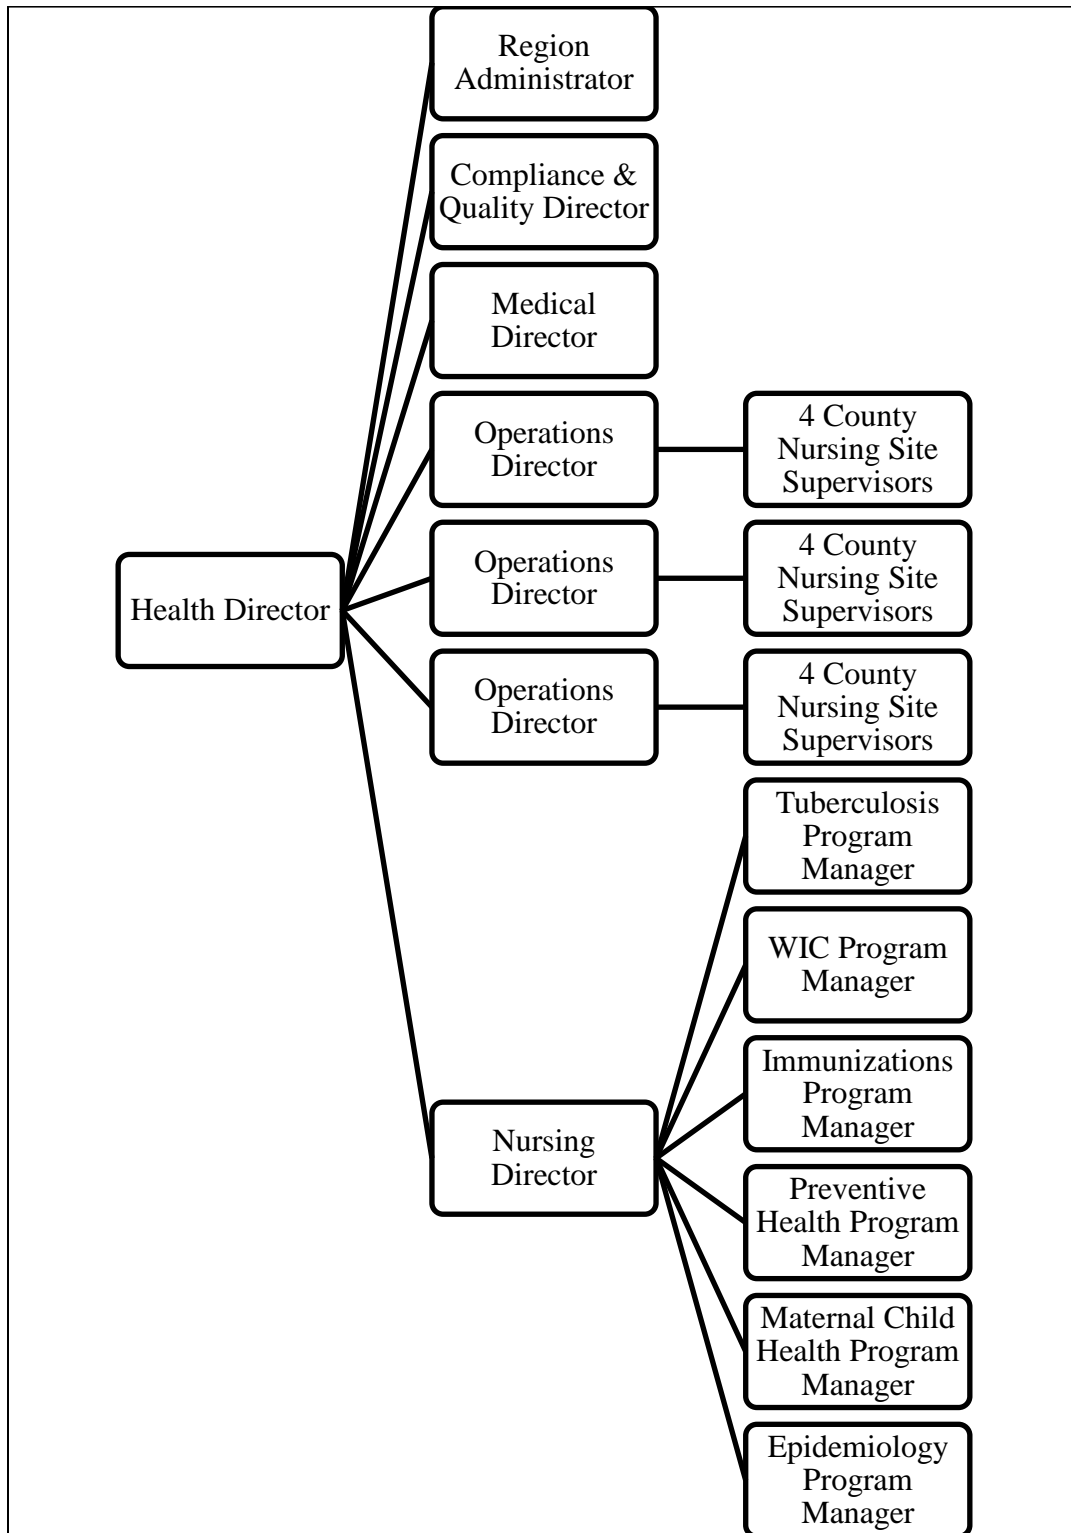 Region
Administrator
Compliance &
Quality Director
Medical
Director
Operations
Director
4 County
Nursing Site
Supervisors
Health Director
Operations
Director
4 County
Nursing Site
Supervisors
Operations
Director
4 County
Nursing Site
Supervisors
Nursing
Director
Tuberculosis
Program
Manager
WIC Program
Manager
Immunizations
Program
Manager
Preventive
Health Program
Manager
Maternal Child
Health Program
Manager
Epidemiology
Program
Manager